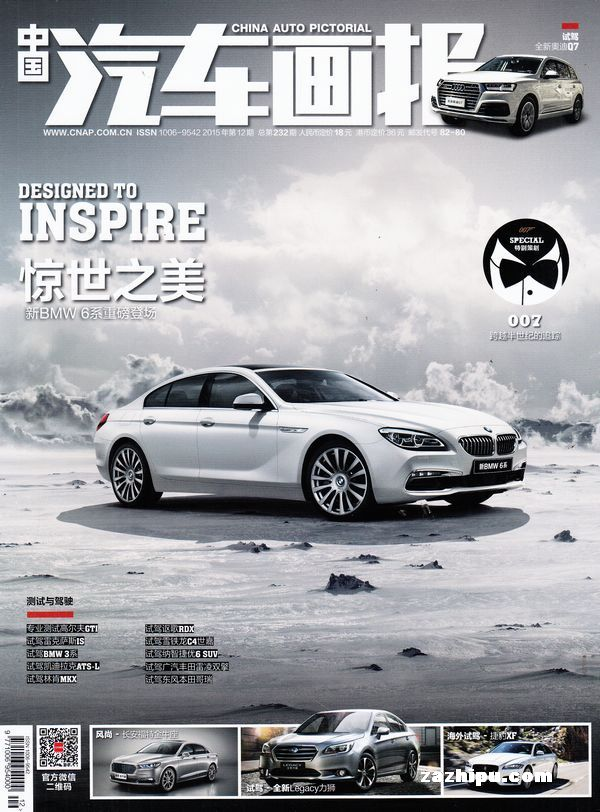 CHINA AUTO PICTORIAL
中国
汽车画报
试驾
全新奥迪Q7
WWW.CNAP.COM.CN ISSN 1006-9542 2015年第12期 总第232期 人民币定价18元 港币定价36元 邮发代号 82-80
DESIGNED TO
INSPIRE
惊世之美
新BMW 6系重磅登场
007
SPECIAL
特别策划
007
跨越半世纪的追踪
新BMW 6系
测试与驾驶
专业测试高尔夫GTI
试驾雷克萨斯IS
试驾BMW 3系
试驾凯迪拉克ATS-L
试驾林肯MKX
试驾讴歌RDX
试驾雪铁龙C4世嘉
试驾纳智捷优6 SUV
试驾广汽丰田雷凌双擎
试驾东风本田哥瑞
官方微信
二维码
风尚 - 长安福特金牛座
试驾 - 全新Legacy力狮
LEGACY
海外试驾 - 捷豹XF
zazhipu.com